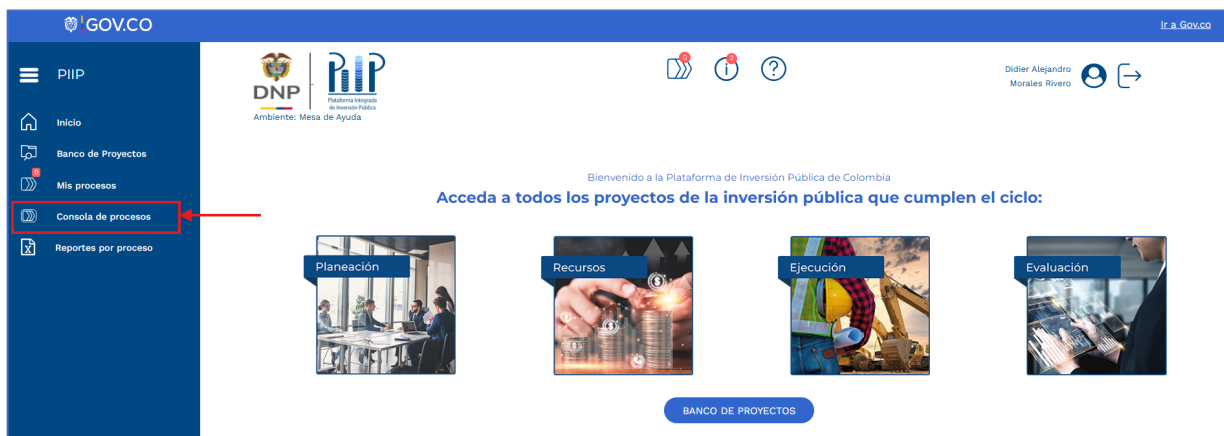 GOV.CO
Ir a Gov.co
PIIP
Inicio
Banco de Proyectos
0
Mis procesos
Consola de procesos
Reportes por proceso
DNP
PIIP
Plataforma Integrada
de Inversión Pública
Ambiente: Mesa de Ayuda
0
2
Didier Alejandro
Morales Rivero
Bienvenido a la Plataforma de Inversión Pública de Colombia
Acceda a todos los proyectos de la inversión pública que cumplen el ciclo:
Planeación
Recursos
Ejecución
Evaluación
BANCO DE PROYECTOS